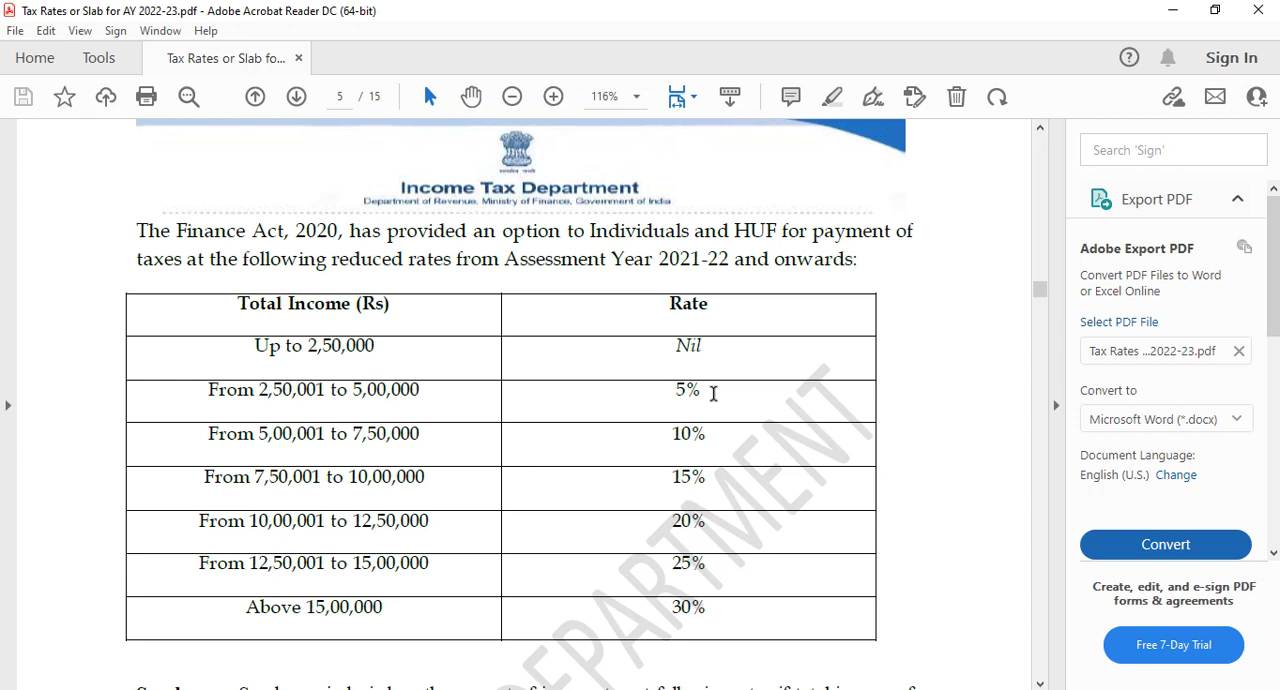 Tax Rates or Slab for AY 2022-23.pdf - Adobe Acrobat Reader DC (64-bit)
File Edit View Sign Window Help
Home Tools Tax Rates or Slab fo... × Sign In
5 / 15 116%
Search 'Sign'
Income Tax Department
Department of Revenue, Ministry of Finance, Government of India
The Finance Act, 2020, has provided an option to Individuals and HUF for payment of
taxes at the following reduced rates from Assessment Year 2021-22 and onwards:
Total Income (Rs) Rate
Up to 2,50,000 Nil
From 2,50,001 to 5,00,000 5%
From 5,00,001 to 7,50,000 10%
From 7,50,001 to 10,00,000 15%
From 10,00,001 to 12,50,000 20%
From 12,50,001 to 15,00,000 25%
Above 15,00,000 30%
DEPARTMENT
Export PDF
Adobe Export PDF
Convert PDF Files to Word
or Excel Online
Select PDF File
Tax Rates ...2022-23.pdf
Convert to
Microsoft Word (*.docx)
Document Language:
English (U.S.) Change
Convert
Create, edit, and e-sign PDF
forms & agreements
Free 7-Day Trial